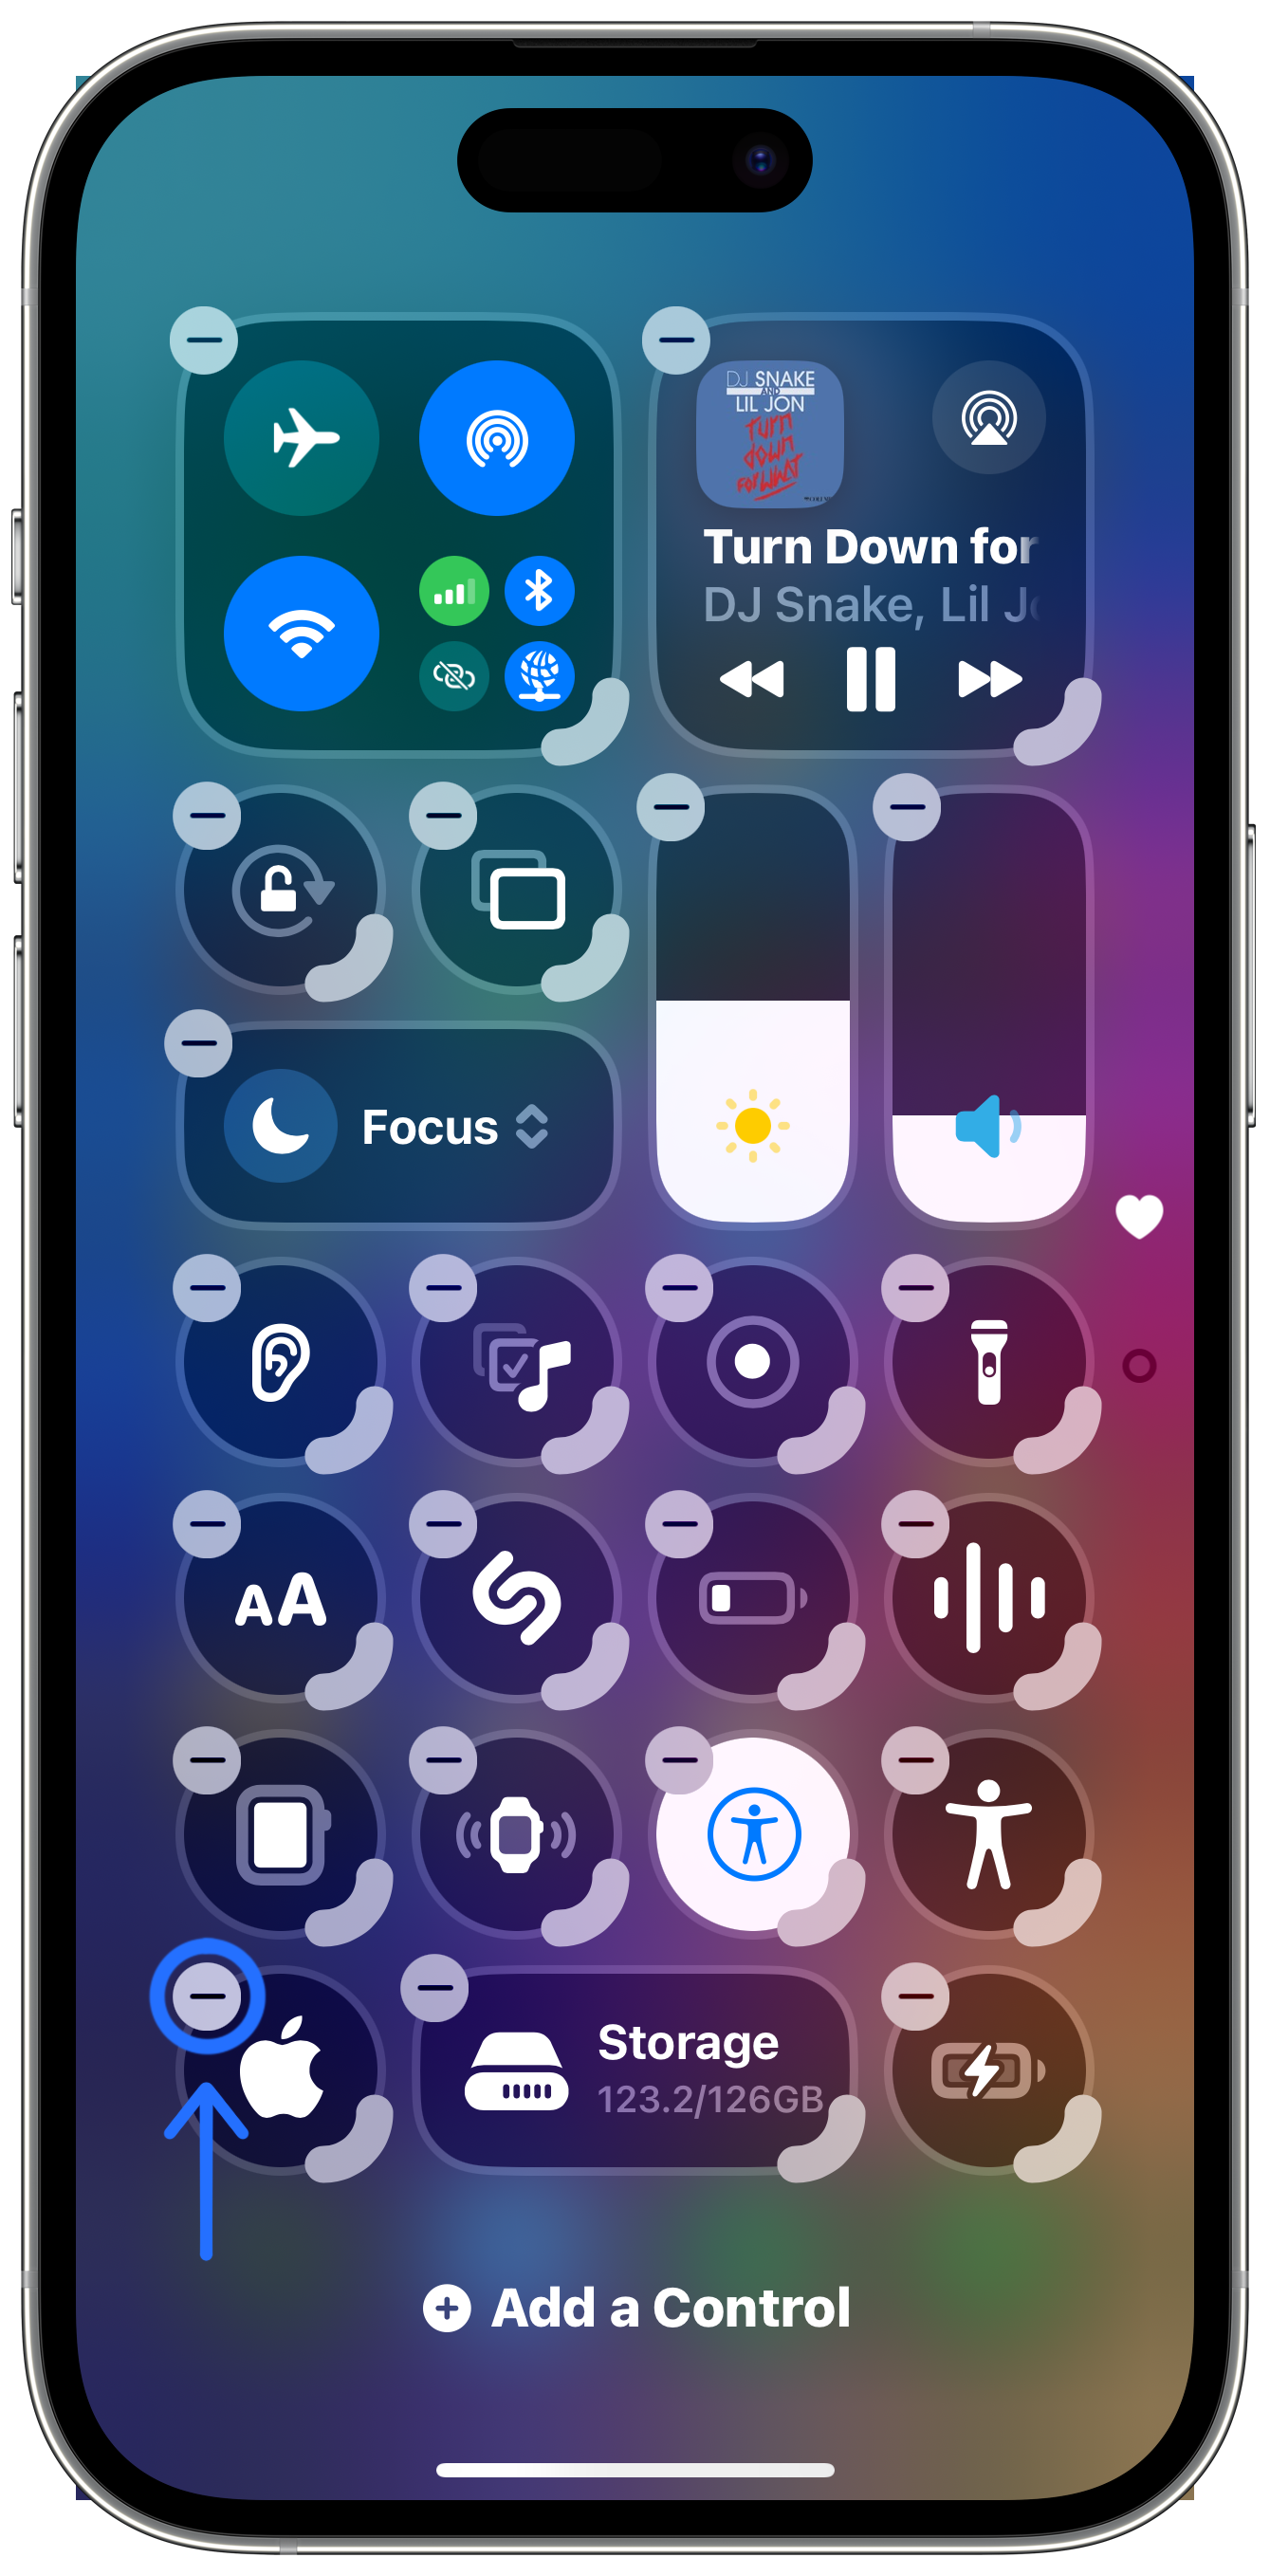 DJ SNAKE
AND
LIL JON
Turn
down
FOR WHAT
Turn Down for
DJ Snake, Lil Jo
Focus
AA
Storage
123.2/126GB
Add a Control